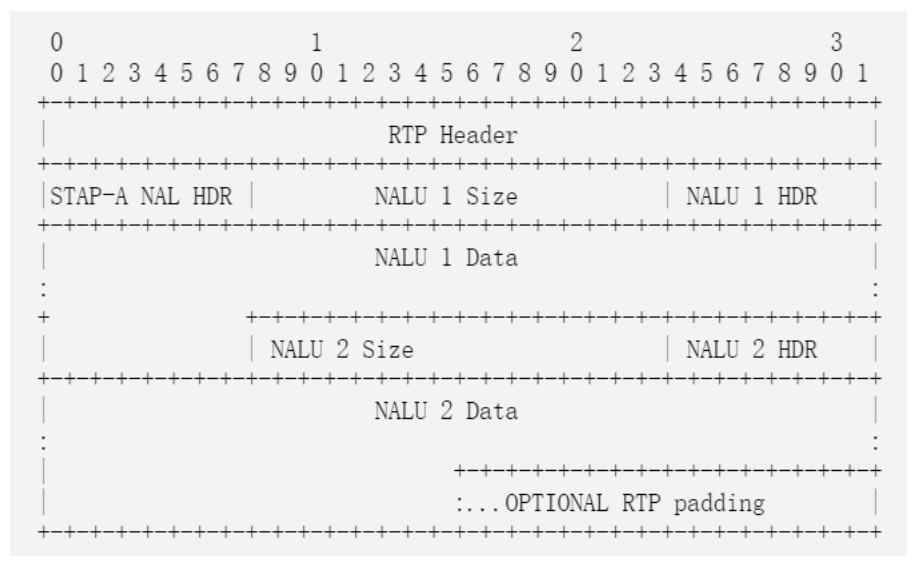 0                   1                   2                   3
0 1 2 3 4 5 6 7 8 9 0 1 2 3 4 5 6 7 8 9 0 1 2 3 4 5 6 7 8 9 0 1
+-+-+-+-+-+-+-+-+-+-+-+-+-+-+-+-+-+-+-+-+-+-+-+-+-+-+-+-+-+-+-+-+
|                          RTP Header                           |
+-+-+-+-+-+-+-+-+-+-+-+-+-+-+-+-+-+-+-+-+-+-+-+-+-+-+-+-+-+-+-+-+
|STAP-A NAL HDR |         NALU 1 Size           | NALU 1 HDR    |
+-+-+-+-+-+-+-+-+-+-+-+-+-+-+-+-+-+-+-+-+-+-+-+-+-+-+-+-+-+-+-+-+
|                         NALU 1 Data                           |
:                                                               :
+               +-+-+-+-+-+-+-+-+-+-+-+-+-+-+-+-+-+-+-+-+-+-+-+-+
|               | NALU 2 Size                   | NALU 2 HDR    |
+-+-+-+-+-+-+-+-+-+-+-+-+-+-+-+-+-+-+-+-+-+-+-+-+-+-+-+-+-+-+-+-+
|                         NALU 2 Data                           |
:                                                               :
|                               +-+-+-+-+-+-+-+-+-+-+-+-+-+-+-+-+
|                               :...OPTIONAL RTP padding        |
+-+-+-+-+-+-+-+-+-+-+-+-+-+-+-+-+-+-+-+-+-+-+-+-+-+-+-+-+-+-+-+-+